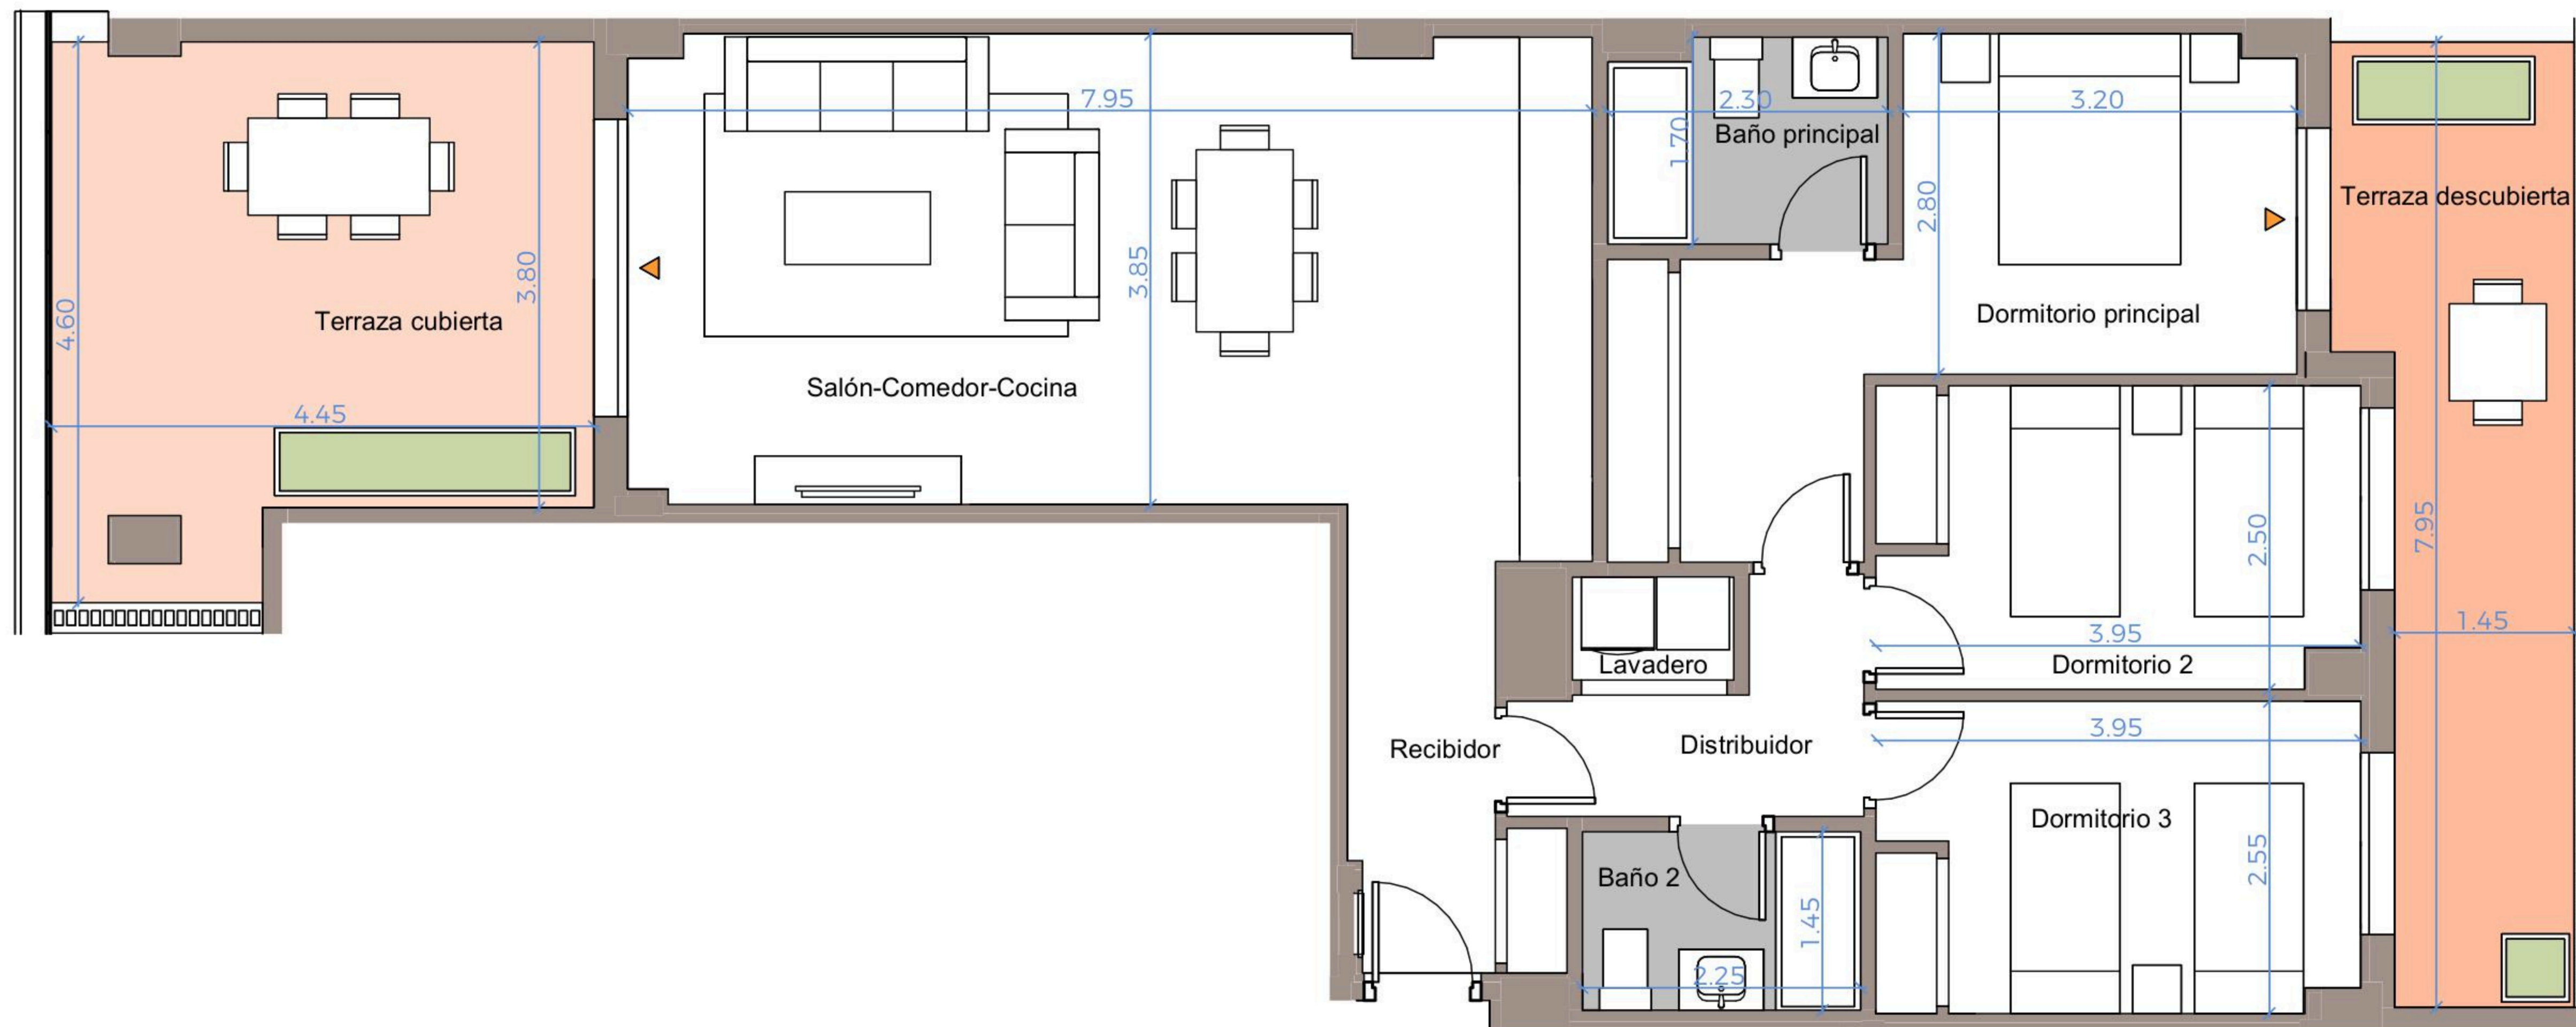 7.95
2.30
3.20
1.70
Baño principal
2.80
Terraza descubierta
3.80
3.85
4.60
Terraza cubierta
Dormitorio principal
Salón-Comedor-Cocina
4.45
2.50
7.95
1.45
3.95
Lavadero
Dormitorio 2
3.95
Recibidor
Distribuidor
Dormitorio 3
2.55
Baño 2
1.45
2.25